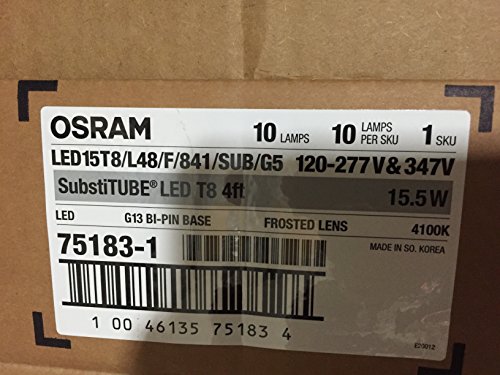 OSRAM 10 LAMPS 10 LAMPS PER SKU 1 SKU
LED15T8/L48/F/841/SUB/G5 120-277V & 347V
SubstiTUBE® LED T8 4ft 15.5W
LED G13 BI-PIN BASE FROSTED LENS 4100K
75183-1 MADE IN SO. KOREA
1 00 46135 75183 4
E20012